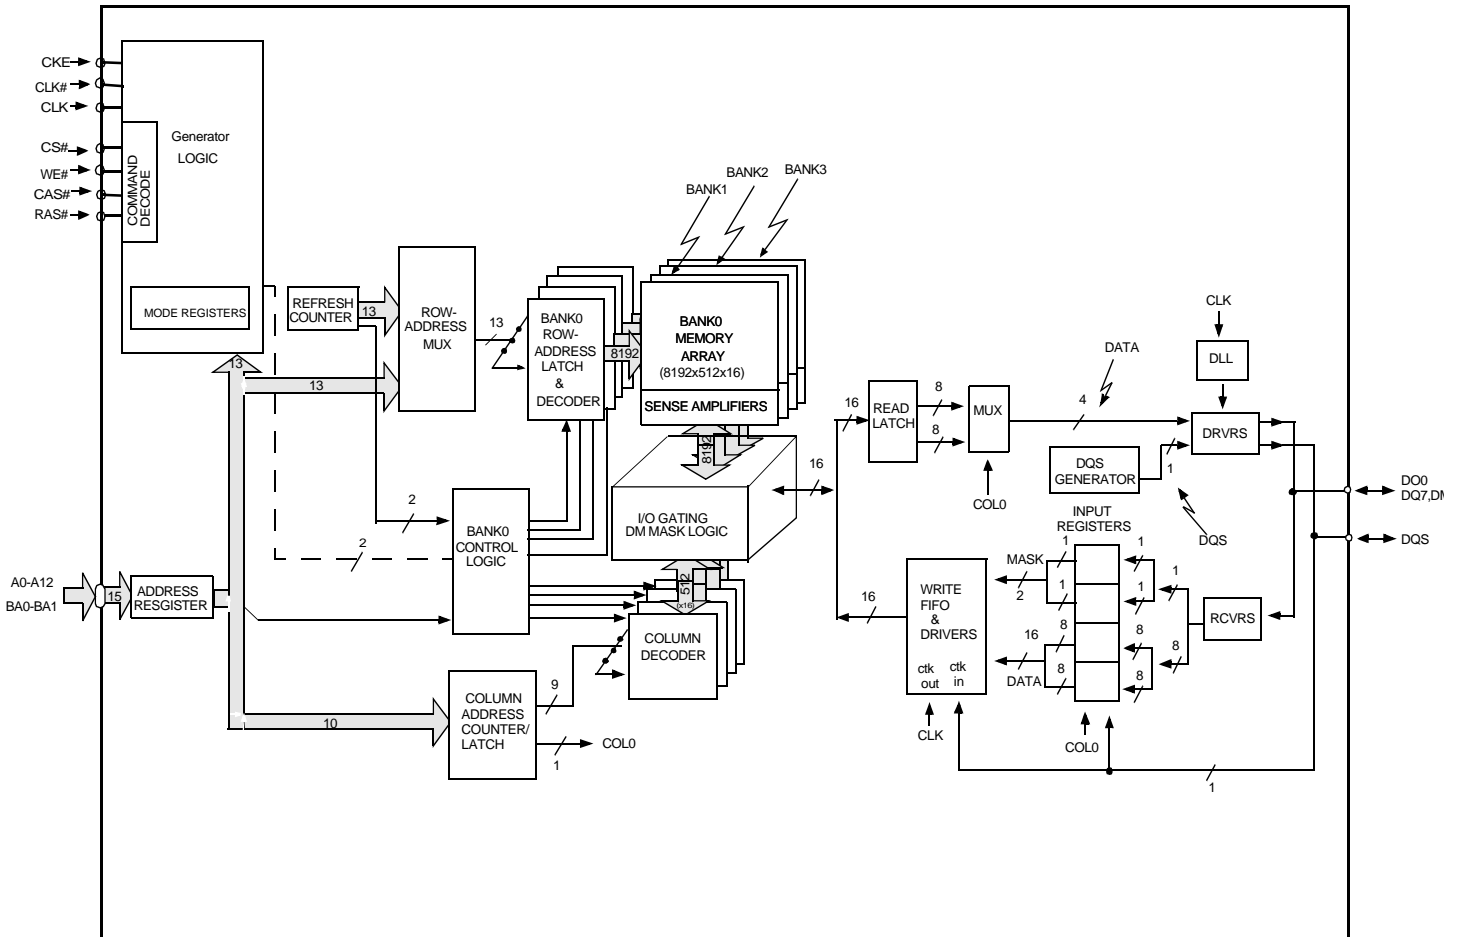 CKE
CLK#
CLK
CS#
WE#
CAS#
RAS#
COMMAND
DECODE
Generator
LOGIC
MODE REGISTERS
REFRESH
COUNTER
13
ROW-
ADDRESS
MUX
13
13
13
BANK0
ROW-
ADDRESS
LATCH
&
DECODER
8192
BANK1
BANK2
BANK3
BANK0
MEMORY
ARRAY
(8192x512x16)
SENSE AMPLIFIERS
8192
I/O GATING
DM MASK LOGIC
16
512
(x16)
COLUMN
DECODER
2
2
BANK0
CONTROL
LOGIC
A0-A12
BA0-BA1
15
ADDRESS
RESGISTER
10
COLUMN
ADDRESS
COUNTER/
LATCH
9
1
COL0
16
READ
LATCH
8
8
MUX
COL0
4
DATA
CLK
DLL
DRVRS
DQS
GENERATOR
1
DQS
DO0
DQ7,DM
DQS
INPUT
REGISTERS
16
WRITE
FIFO
&
DRIVERS
ctk
out
ctk
in
CLK
MASK
2
1
1
16
DATA
8
8
1
1
1
8
8
8
RCVRS
COL0
1